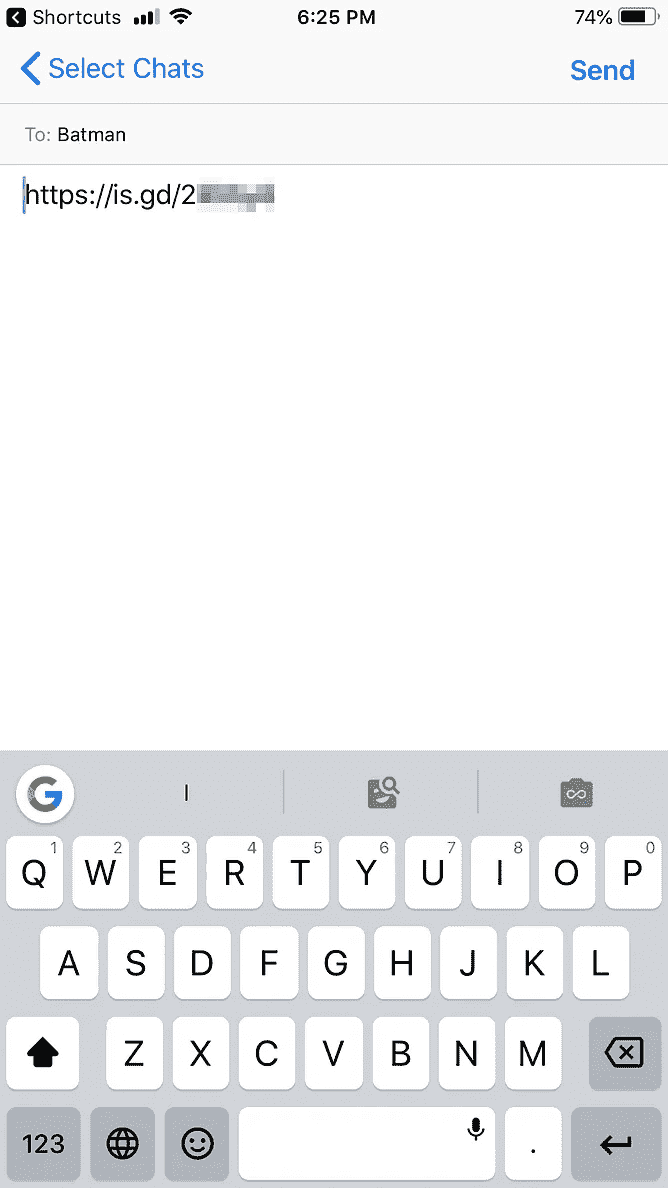 Shortcuts 6:25 PM 74%
Select Chats Send
To: Batman
https://is.gd/2
G I
1 2 3 4 5 6 7 8 9 0
Q W E R T Y U I O P
A S D F G H J K L
Z X C V B N M
123 .